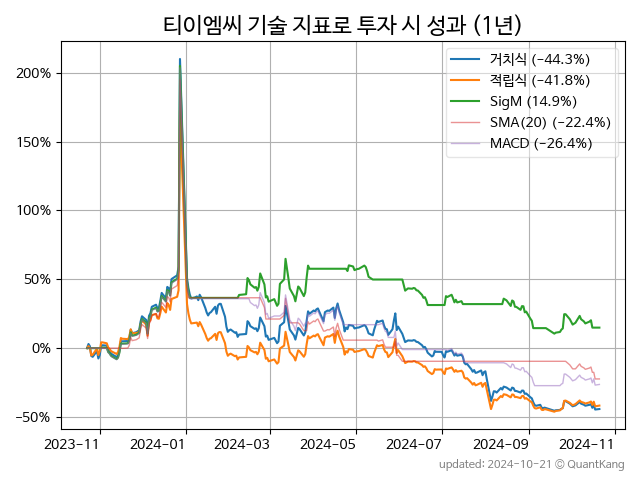 티이엠씨 기술 지표로 투자 시 성과 (1년)
거치식 (−44.3%)
적립식 (−41.8%)
SigM (14.9%)
SMA(20) (−22.4%)
MACD (−26.4%)
200%
150%
100%
50%
0%
−50%
2023-11
2024-01
2024-03
2024-05
2024-07
2024-09
2024-11
updated: 2024-10-21 © QuantKang